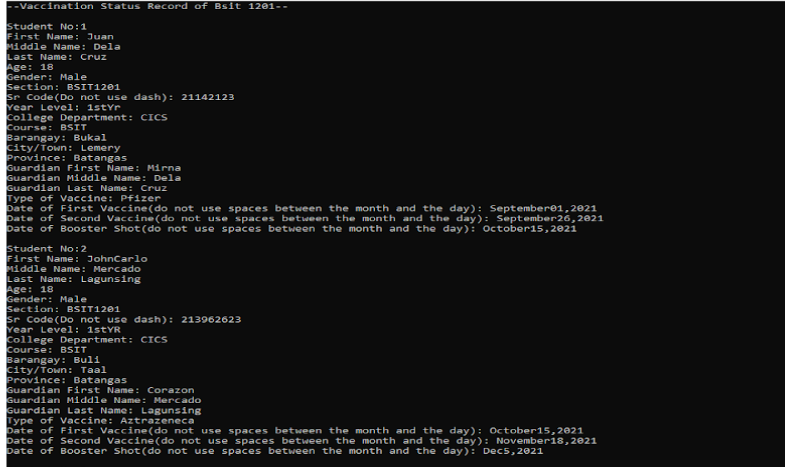 --Vaccination Status Record of Bsit 1201--
Student No:1
First Name: Juan
Middle Name: Dela
Last Name: Cruz
Age: 18
Gender: Male
Section: BSIT1201
Sr Code(Do not use dash): 21142123
Year Level: 1stYr
College Department: CICS
Course: BSIT
Barangay: Bukal
City/Town: Lemery
Province: Batangas
Guardian First Name: Mirna
Guardian Middle Name: Dela
Guardian Last Name: Cruz
Type of Vaccine: Pfizer
Date of First Vaccine(do not use spaces between the month and the day): September01,2021
Date of Second Vaccine(do not use spaces between the month and the day): September26,2021
Date of Booster Shot(do not use spaces between the month and the day): October15,2021
Student No:2
First Name: JohnCarlo
Middle Name: Mercado
Last Name: Lagunsing
Age: 18
Gender: Male
Section: BSIT1201
Sr Code(Do not use dash): 213962623
Year Level: 1stYR
College Department: CICS
Course: BSIT
Barangay: Buli
City/Town: Taal
Province: Batangas
Guardian First Name: Corazon
Guardian Middle Name: Mercado
Guardian Last Name: Lagunsing
Type of Vaccine: Aztrazeneca
Date of First Vaccine(do not use spaces between the month and the day): October15,2021
Date of Second Vaccine(do not use spaces between the month and the day): November18,2021
Date of Booster Shot(do not use spaces between the month and the day): Dec5,2021